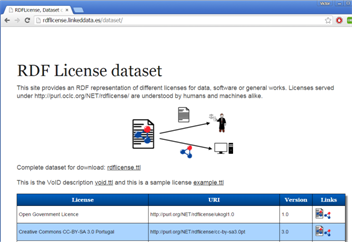 RDFLicense, Dataset
rdflicense.linkeddata.es/dataset/
RDF License dataset
This site provides an RDF representation of different licenses for data, software or general works. Licenses served
under http://purl.oclc.org/NET/rdflicense/ are understood by humans and machines alike.
Complete dataset for download: rdflicense.ttl
This is the VoID description void.ttl and this is a sample license example.ttl
License URI Version Links
Open Government Licence http://purl.org/NET/rdflicense/ukogl1.0 1.0
Creative Commons CC-BY-SA 3.0 Portugal http://purl.org/NET/rdflicense/cc-by-sa3.0pt 3.0